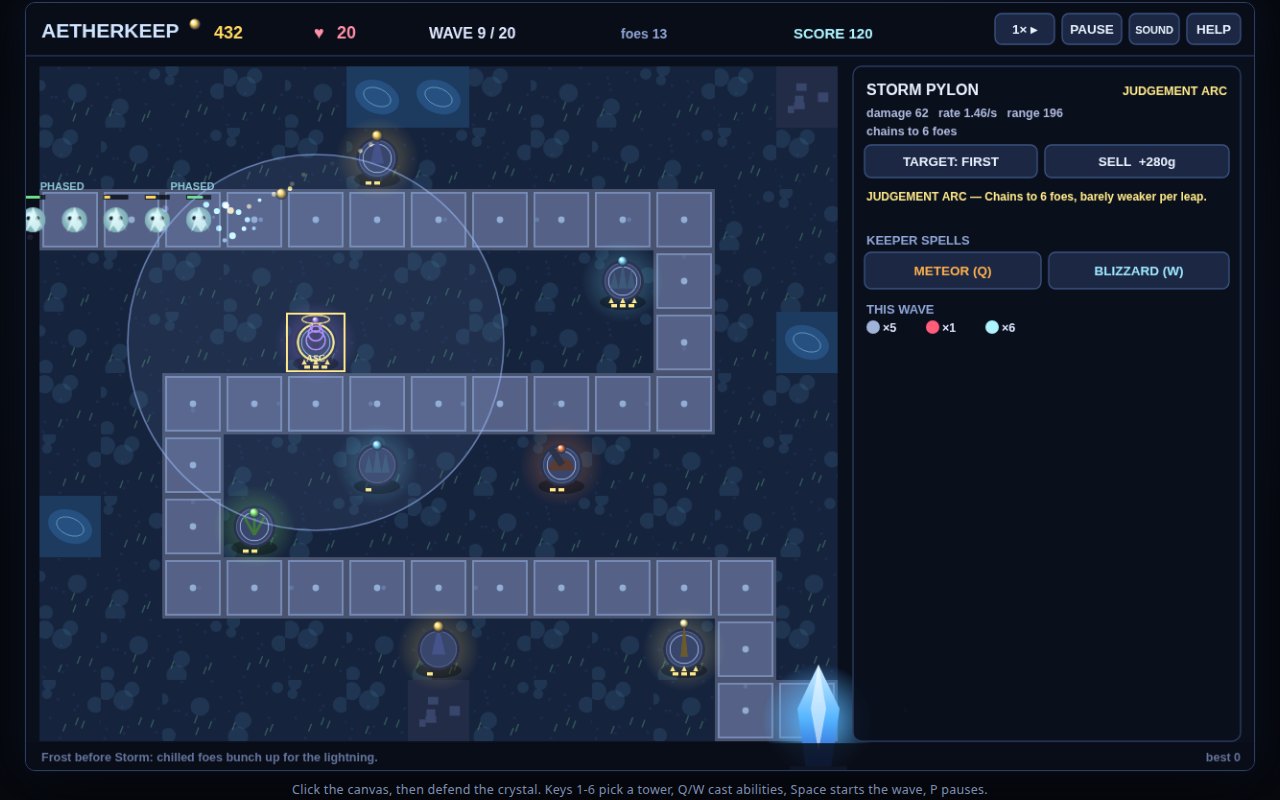 AETHERKEEP 432 ♥ 20 WAVE 9 / 20 foes 13 SCORE 120 1× ▸ PAUSE SOUND HELP
STORM PYLON JUDGEMENT ARC
damage 62 rate 1.46/s range 196
chains to 6 foes
TARGET: FIRST SELL +280g
PHASED PHASED
JUDGEMENT ARC — Chains to 6 foes, barely weaker per leap.
KEEPER SPELLS
METEOR (Q) BLIZZARD (W)
THIS WAVE
×5 ×1 ×6
ASC
Frost before Storm: chilled foes bunch up for the lightning. best 0
Click the canvas, then defend the crystal. Keys 1-6 pick a tower, Q/W cast abilities, Space starts the wave, P pauses.